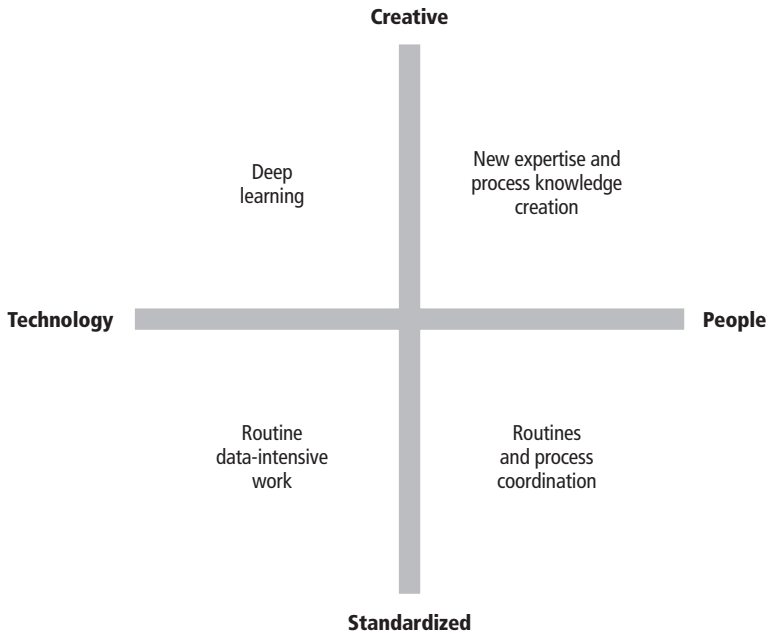 Creative
Deep
learning
New expertise and
process knowledge
creation
Technology
People
Routine
data-intensive
work
Routines
and process
coordination
Standardized